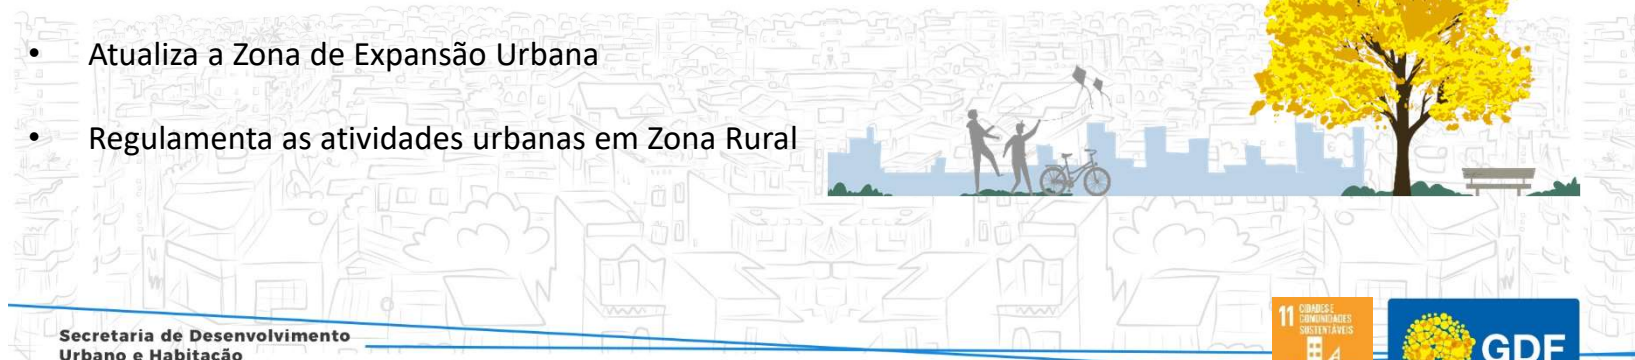 • Atualiza a Zona de Expansão Urbana
• Regulamenta as atividades urbanas em Zona Rural
11 CIDADES E
COMUNIDADES
SUSTENTÁVEIS
Secretaria de Desenvolvimento
Urbano e Habitação
GDF